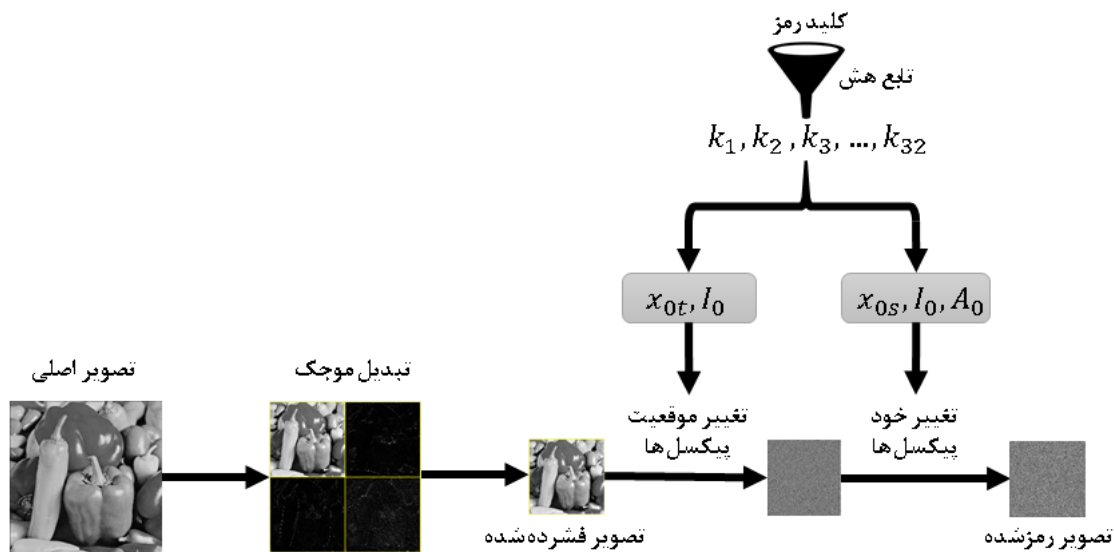 کلید رمز
تابع هش
k₁, k₂ , k₃, …, k₃₂
x₀ₜ, I₀
x₀ₛ, I₀, A₀
تصویر اصلی
تبدیل موجک
تغییر موقعیت
پیکسل‌ها
تغییر خود
پیکسل‌ها
تصویر فشرده‌شده
تصویر رمزشده